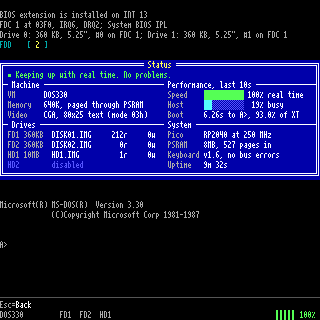 BIOS extension is installed on INT 13
FDC 1 at 03F0, IRQ6, DRQ2; System BIOS IPL
Drive 0: 360 KB, 5.25", #0 on FDC 1; Drive 1: 360 KB, 5.25", #1 on FDC 1
FDD [ 2 ]
Status
Keeping up with real time. No problems.
Machine
VM DOS330
Memory 640K, paged through PSRAM
Video CGA, 80x25 text (mode 03h)
Performance, last 10s
Speed 100% real time
Host 19% busy
Boot 6.26s to A>, 93.0% of XT
Drives
FD1 360KB DISK01.IMG 212r 0w
FD2 360KB DISK02.IMG 0r 0w
HD1 10MB HD1.IMG 1r 0w
HD2 disabled
System
Pico RP2040 at 250 MHz
PSRAM 8MB, 527 pages in
Keyboard v1.6, no bus errors
Uptime 9m 32s
Microsoft(R) MS-DOS(R) Version 3.30
(C)Copyright Microsoft Corp 1981-1987
A>
Esc=Back
DOS330 FD1 FD2 HD1 100%